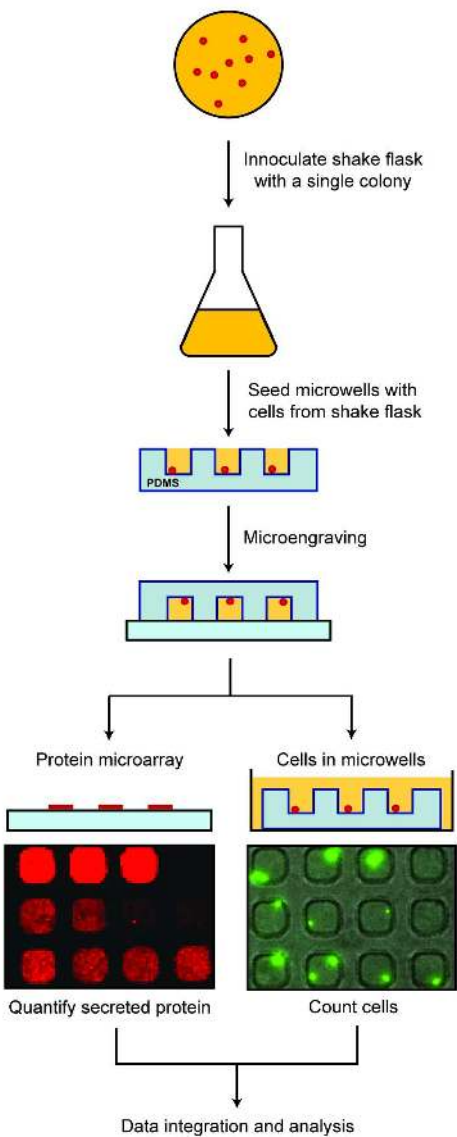 Innoculate shake flask
with a single colony
Seed microwells with
cells from shake flask
PDMS
Microengraving
Protein microarray
Cells in microwells
Quantify secreted protein
Count cells
Data integration and analysis